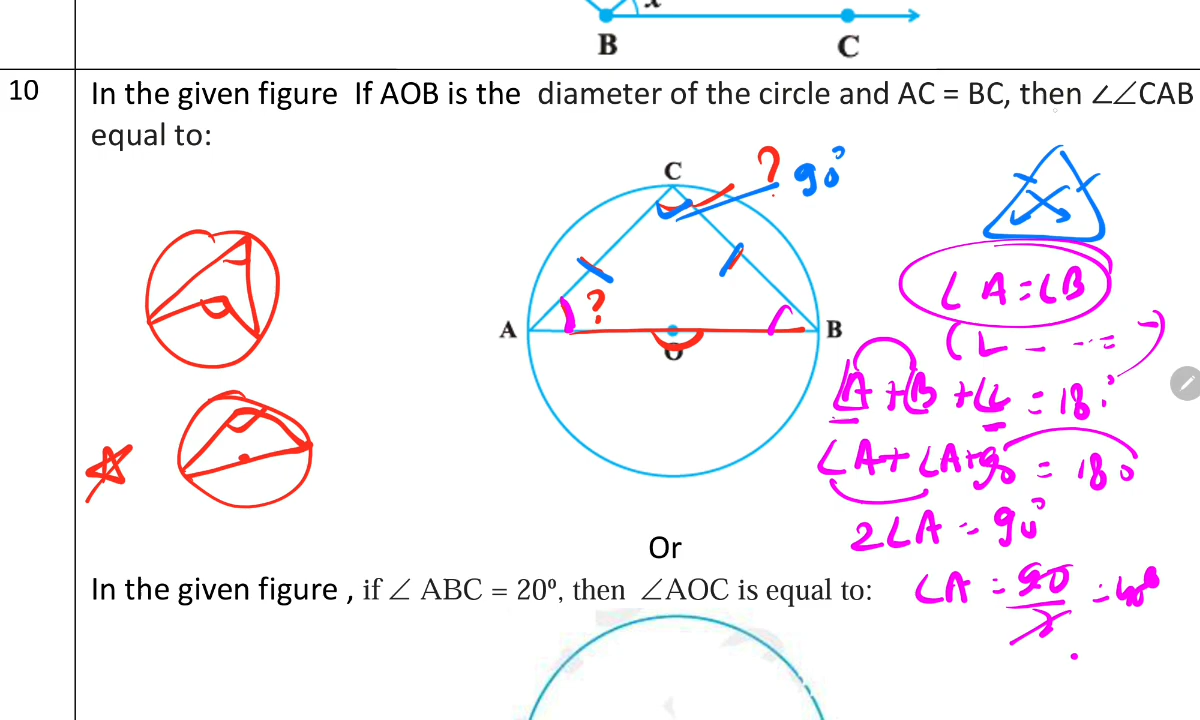 x
B C
10 In the given figure If AOB is the diameter of the circle and AC = BC, then ∠∠CAB
equal to:
C ? 90°
∠A=∠B
?
A O B
(∠ - - - = )
∠A+∠B+∠C = 180°
∠A+∠A+90 = 180
2∠A = 90°
Or
In the given figure , if ∠ ABC = 20º, then ∠AOC is equal to:
∠A = 90/2